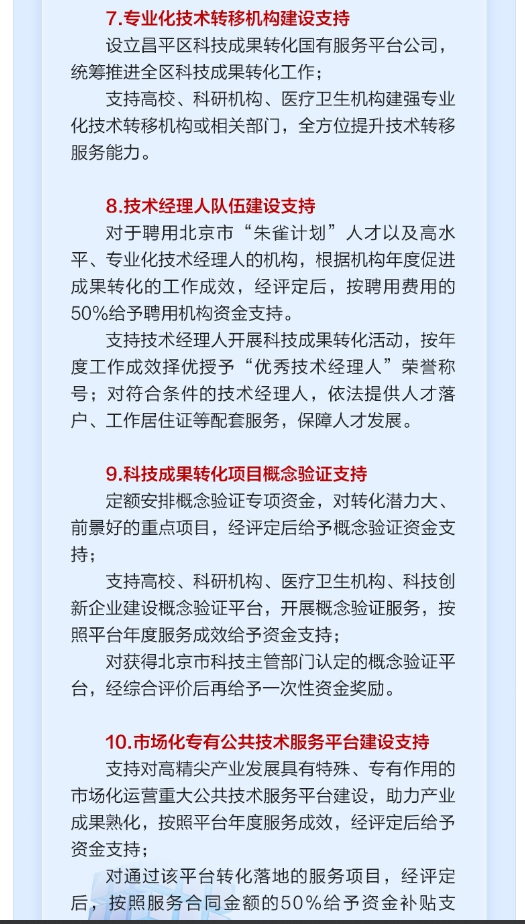 7.专业化技术转移机构建设支持
设立昌平区科技成果转化国有服务平台公司，
统筹推进全区科技成果转化工作；
支持高校、科研机构、医疗卫生机构建强专业
化技术转移机构或相关部门，全方位提升技术转移
服务能力。
8.技术经理人队伍建设支持
对于聘用北京市“朱雀计划”人才以及高水
平、专业化技术经理人的机构，根据机构年度促进
成果转化的工作成效，经评定后，按聘用费用的
50%给予聘用机构资金支持。
支持技术经理人开展科技成果转化活动，按年
度工作成效择优授予“优秀技术经理人”荣誉称
号；对符合条件的技术经理人，依法提供人才落
户、工作居住证等配套服务，保障人才发展。
9.科技成果转化项目概念验证支持
定额安排概念验证专项资金，对转化潜力大、
前景好的重点项目，经评定后给予概念验证资金支
持；
支持高校、科研机构、医疗卫生机构、科技创
新企业建设概念验证平台，开展概念验证服务，按
照平台年度服务成效给予资金支持；
对获得北京市科技主管部门认定的概念验证平
台，经综合评价后再给予一次性资金奖励。
10.市场化专有公共技术服务平台建设支持
支持对高精尖产业发展具有特殊、专有作用的
市场化运营重大公共技术服务平台建设，助力产业
成果熟化，按照平台年度服务成效，经评定后给予
资金支持；
对通过该平台转化落地的服务项目，经评定
后，按照服务合同金额的50%给予资金补贴支